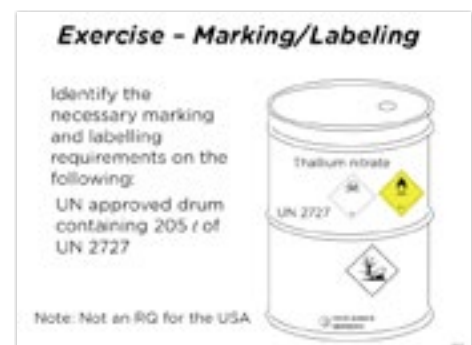 Exercise – Marking/Labeling
Identify the
necessary marking
and labelling
requirements on the
following:
UN approved drum
containing 205 ℓ of
UN 2727
Note: Not an RQ for the USA
Thallium nitrate
UN 2727